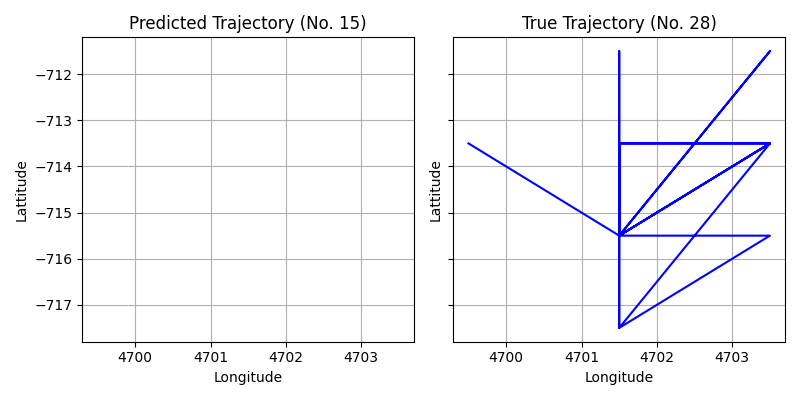 Predicted Trajectory (No. 15)
Lattitude
−712
−713
−714
−715
−716
−717
4700 4701 4702 4703
Longitude
True Trajectory (No. 28)
Lattitude
4700 4701 4702 4703
Longitude